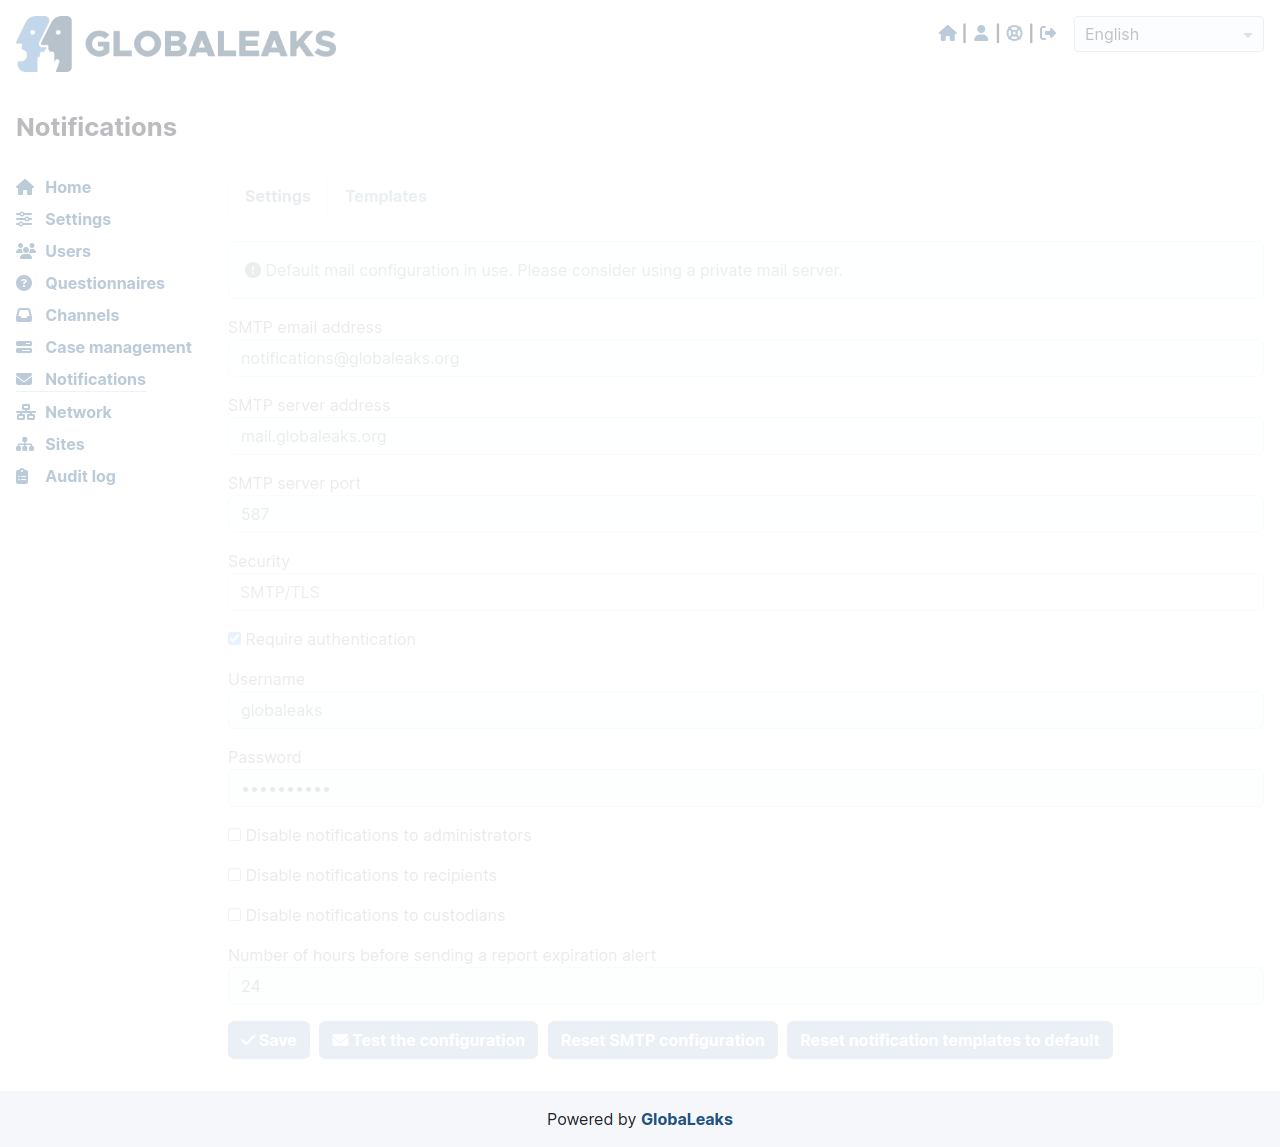 GLOBALEAKS
| | |
English
Notifications
Home
Settings
Users
Questionnaires
Channels
Case management
Notifications
Network
Sites
Audit log
Settings Templates
Default mail configuration in use. Please consider using a private mail server.
SMTP email address
notifications@globaleaks.org
SMTP server address
mail.globaleaks.org
SMTP server port
587
Security
SMTP/TLS
Require authentication
Username
globaleaks
Password
••••••••••
Disable notifications to administrators
Disable notifications to recipients
Disable notifications to custodians
Number of hours before sending a report expiration alert
24
Save Test the configuration Reset SMTP configuration Reset notification templates to default
Powered by GlobaLeaks